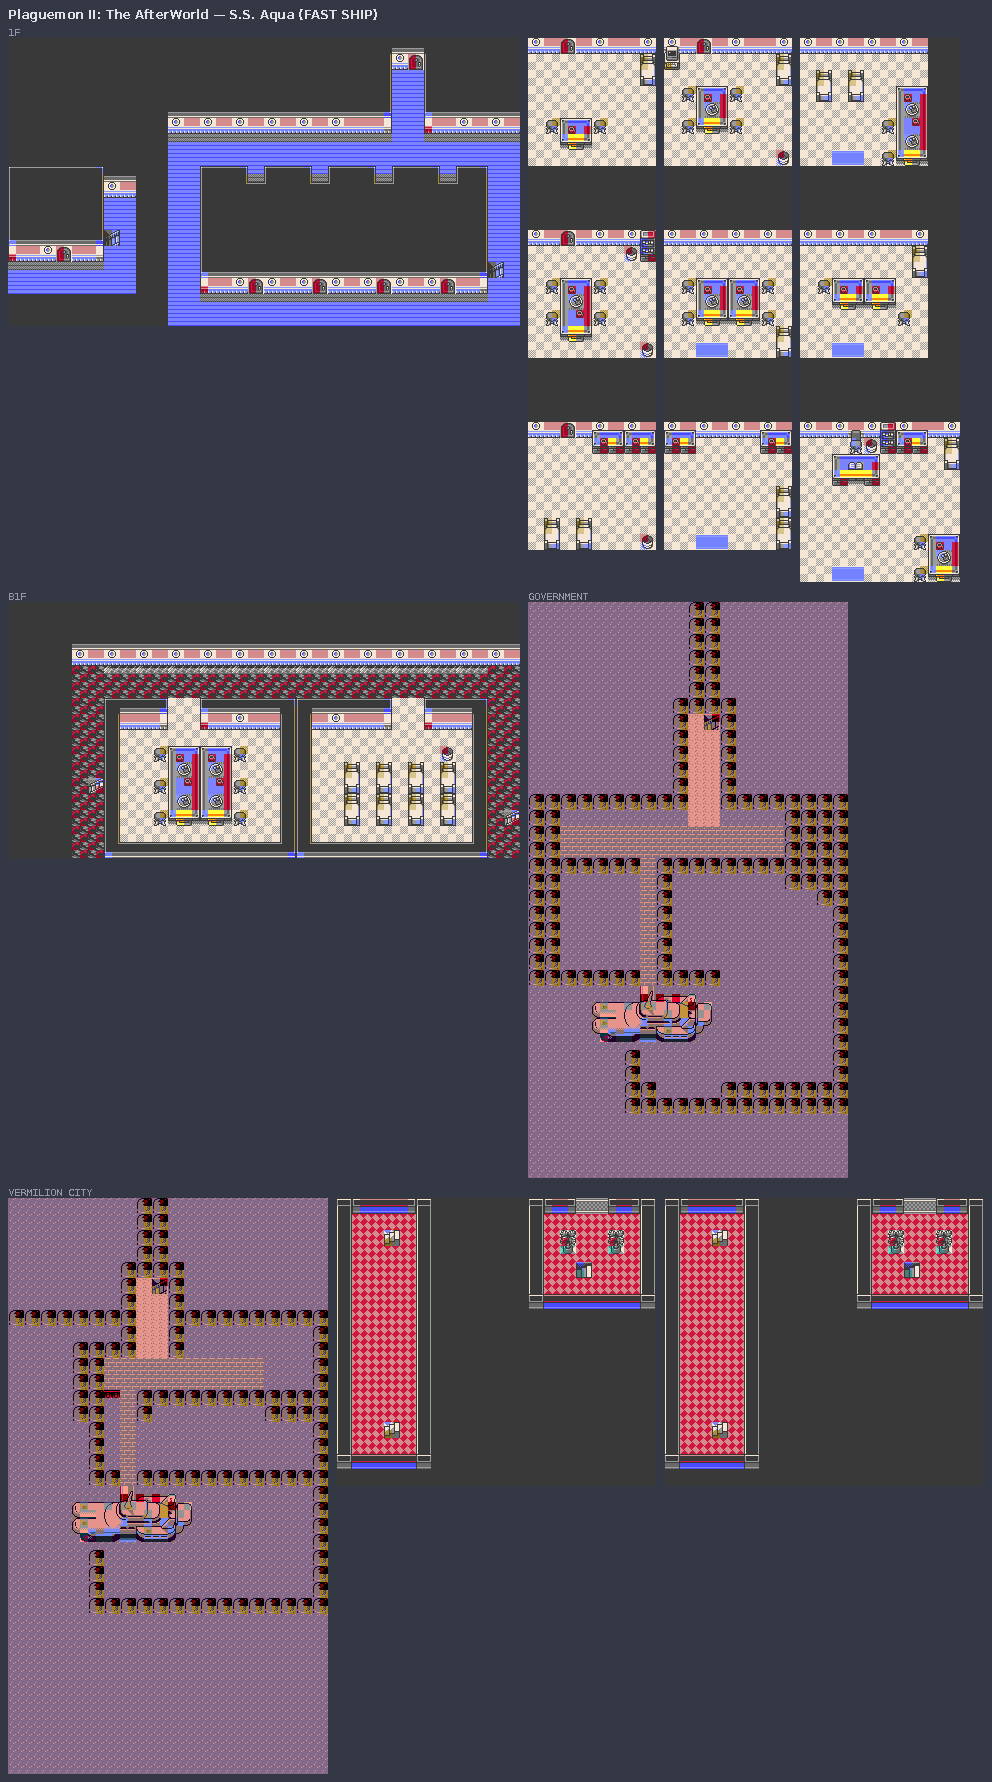 Plaguemon II: The AfterWorld — S.S. Aqua (FAST SHIP)
1F
B1F
GOVERNMENT
VERMILION CITY